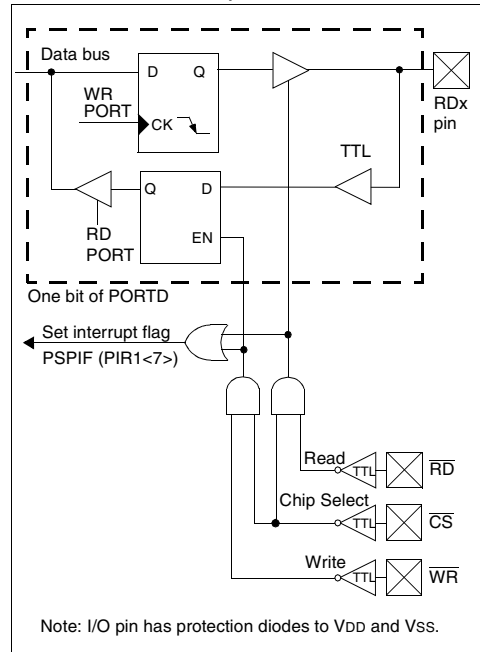 Data bus
D Q
WR
PORT
CK
RDx
pin
TTL
Q D
EN
RD
PORT
One bit of PORTD
Set interrupt flag
PSPIF (PIR1<7>)
Read
TTL
RD
Chip Select
TTL
CS
Write
TTL
WR
Note: I/O pin has protection diodes to VDD and VSS.